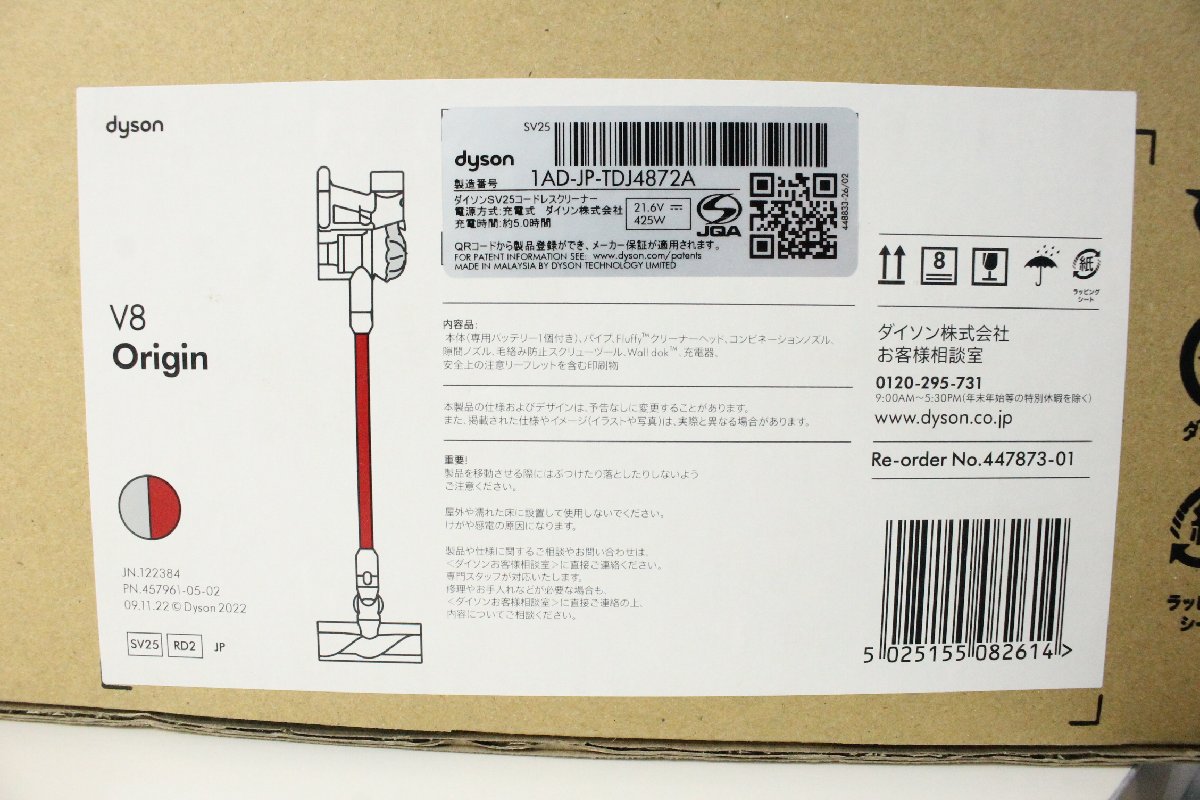 dyson
V8
Origin
JN.122384
PN.457961-05-02
09.11.22 © Dyson 2022
SV25 RD2 JP
SV25
dyson
製造番号 1AD-JP-TDJ4872A
ダイソンSV25コードレスクリーナー
電源方式:充電式 ダイソン株式会社
充電時間:約5.0時間
21.6V ⎓
425W
JQA
448833-26/02
QRコードから製品登録ができ、メーカー保証が適用されます。
FOR PATENT INFORMATION SEE: www.dyson.com/patents
MADE IN MALAYSIA BY DYSON TECHNOLOGY LIMITED
内容品:
本体(専用バッテリー1個付き)、パイプ、Fluffy™クリーナーヘッド、コンビネーションノズル、
隙間ノズル、毛絡み防止スクリューツール、Wall dok™、充電器、
安全上の注意リーフレットを含む印刷物
本製品の仕様およびデザインは、予告なしに変更することがあります。
また、掲載された仕様やイメージ(イラストや写真)は、実際と異なる場合があります。
重要!
製品を移動させる際にはぶつけたり落としたりしないよう
ご注意ください。
屋外や濡れた床に設置して使用しないでください。
けがや感電の原因になります。
製品や仕様に関するご相談やお問い合わせは、
<ダイソンお客様相談室>に直接ご連絡ください。
専門スタッフが対応いたします。
修理やお手入れなどが必要な場合も、
<ダイソンお客様相談室>に直接ご連絡の上、
内容についてご相談ください。
8
紙
ラッピング
シート
ダイソン株式会社
お客様相談室
0120-295-731
9:00AM~5:30PM(年末年始等の特別休暇を除く)
www.dyson.co.jp
Re-order No.447873-01
5 025155 082614 >
ダ
ラッ
シー